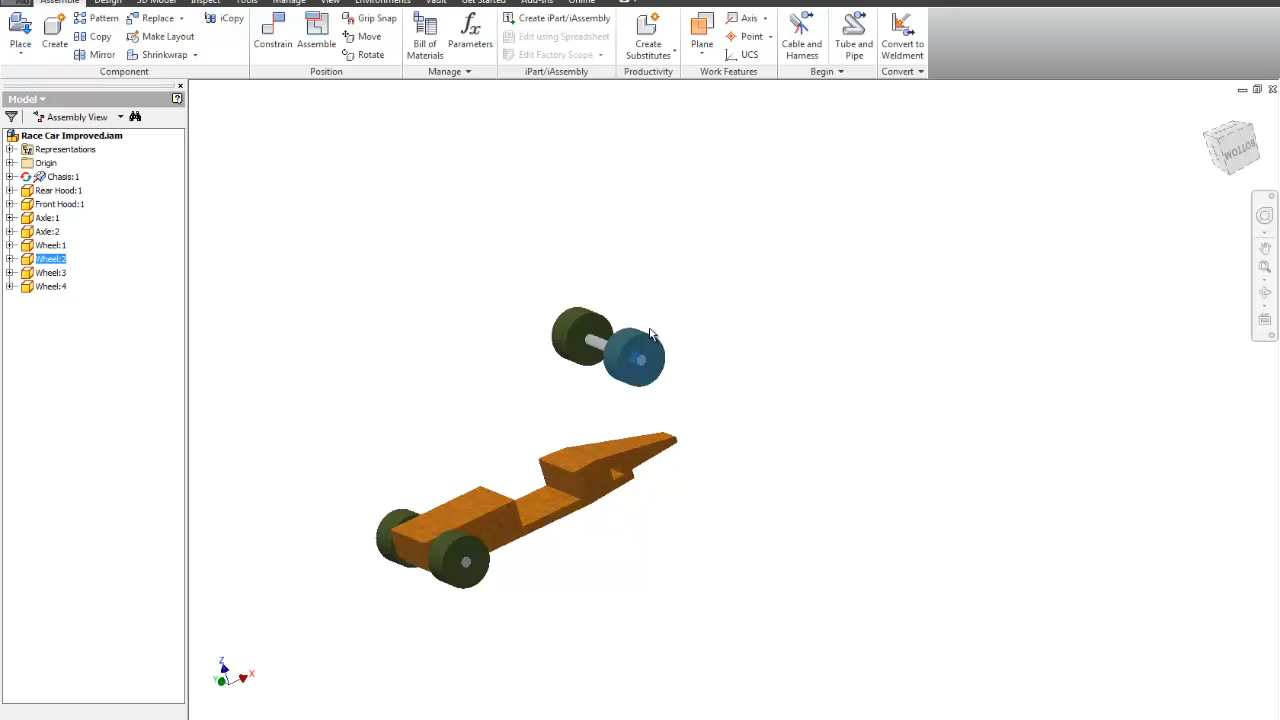 Assemble Design 3D Model Inspect Tools Manage View Environments Vault Get Started Add-Ins Online
Place
Create
Pattern
Copy
Mirror
Replace
Make Layout
Shrinkwrap
iCopy
Component
Constrain
Assemble
Grip Snap
Move
Rotate
Position
Bill of
Materials
Parameters
Manage
Create iPart/iAssembly
Edit using Spreadsheet
Edit Factory Scope
iPart/iAssembly
Create
Substitutes
Productivity
Plane
Axis
Point
UCS
Work Features
Cable and
Harness
Tube and
Pipe
Begin
Convert to
Weldment
Convert
Model
Assembly View
Race Car Improved.iam
Representations
Origin
Chasis:1
Rear Hood:1
Front Hood:1
Axle:1
Axle:2
Wheel:1
Wheel:2
Wheel:3
Wheel:4
BOTTOM
Z
X
Y